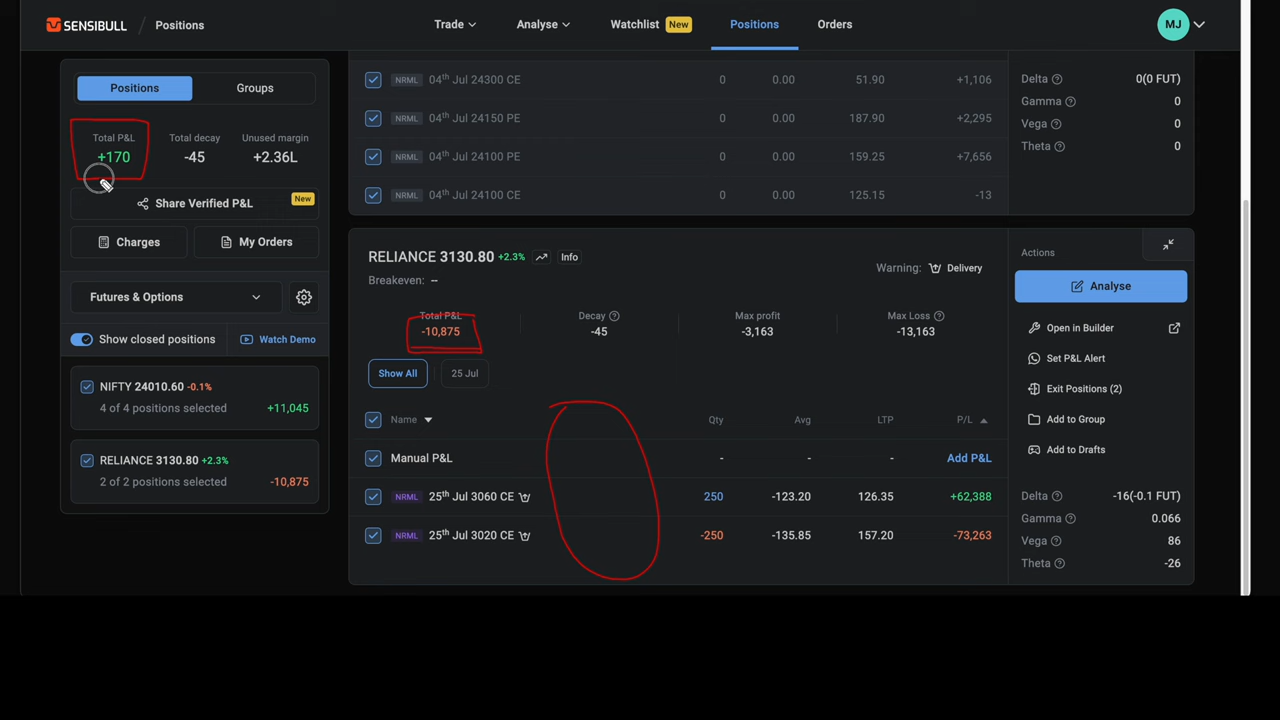 SENSIBULL / Positions Trade Analyse Watchlist New Positions Orders MJ
Positions Groups
Total P&L Total decay Unused margin
+170 -45 +2.36L
Share Verified P&L New
Charges My Orders
Futures & Options
Show closed positions Watch Demo
NIFTY 24010.60 -0.1%
4 of 4 positions selected +11,045
RELIANCE 3130.80 +2.3%
2 of 2 positions selected -10,875
NRML 04th Jul 24300 CE 0 0.00 51.90 +1,106
NRML 04th Jul 24150 PE 0 0.00 187.90 +2,295
NRML 04th Jul 24100 PE 0 0.00 159.25 +7,656
NRML 04th Jul 24100 CE 0 0.00 125.15 -13
Delta 0(0 FUT)
Gamma 0
Vega 0
Theta 0
RELIANCE 3130.80 +2.3% Info
Breakeven: --
Warning: Delivery
Total P&L Decay Max profit Max Loss
-10,875 -45 -3,163 -13,163
Show All 25 Jul
Name Qty Avg LTP P/L
Manual P&L - - - Add P&L
NRML 25th Jul 3060 CE 250 -123.20 126.35 +62,388
NRML 25th Jul 3020 CE -250 -135.85 157.20 -73,263
Actions
Analyse
Open in Builder
Set P&L Alert
Exit Positions (2)
Add to Group
Add to Drafts
Delta -16(-0.1 FUT)
Gamma 0.066
Vega 86
Theta -26